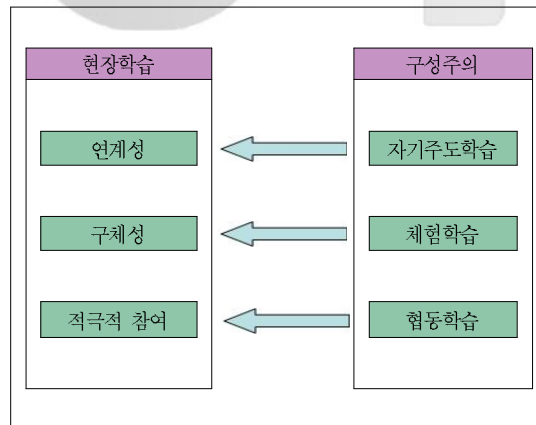 현장학습
구성주의
연계성
자기주도학습
구체성
체험학습
적극적 참여
협동학습